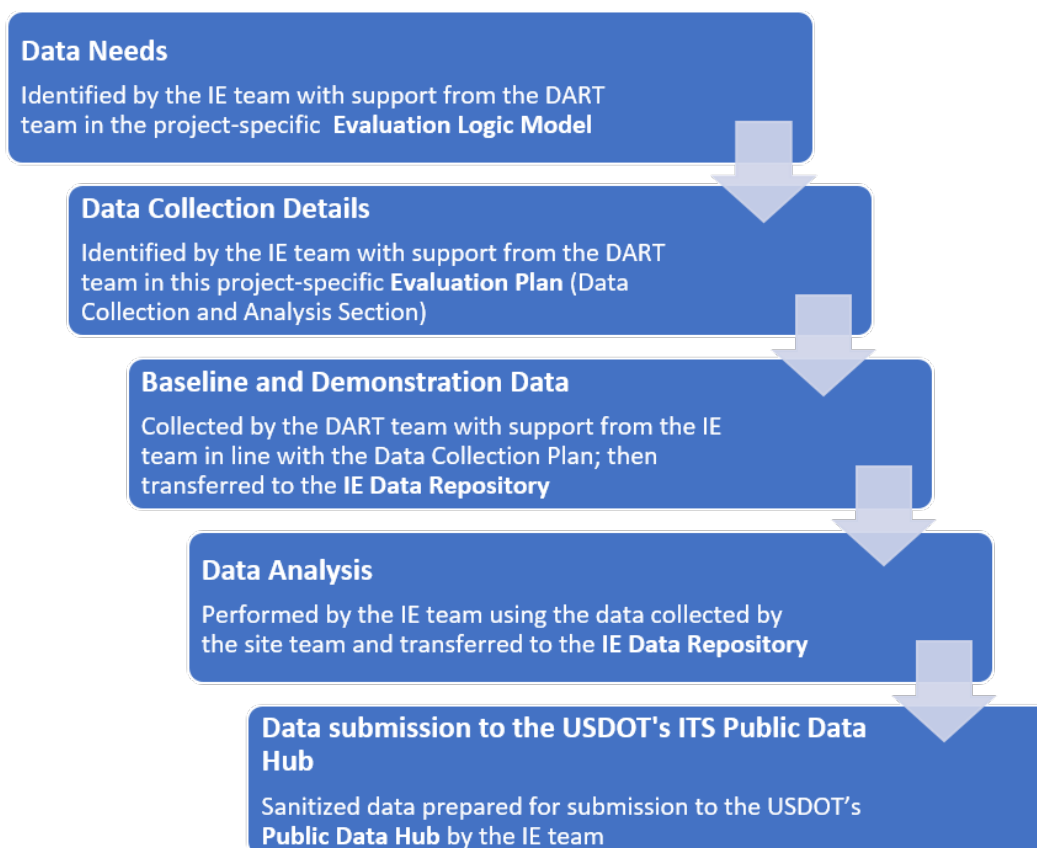 Data Needs
Identified by the IE team with support from the DART
team in the project-specific  Evaluation Logic Model
Data Collection Details
Identified by the IE team with support from the DART
team in this project-specific Evaluation Plan (Data
Collection and Analysis Section)
Baseline and Demonstration Data
Collected by the DART team with support from the IE
team in line with the Data Collection Plan; then
transferred to the IE Data Repository
Data Analysis
Performed by the IE team using the data collected by
the site team and transferred to the IE Data Repository
Data submission to the USDOT's ITS Public Data
Hub
Sanitized data prepared for submission to the USDOT’s
Public Data Hub by the IE team